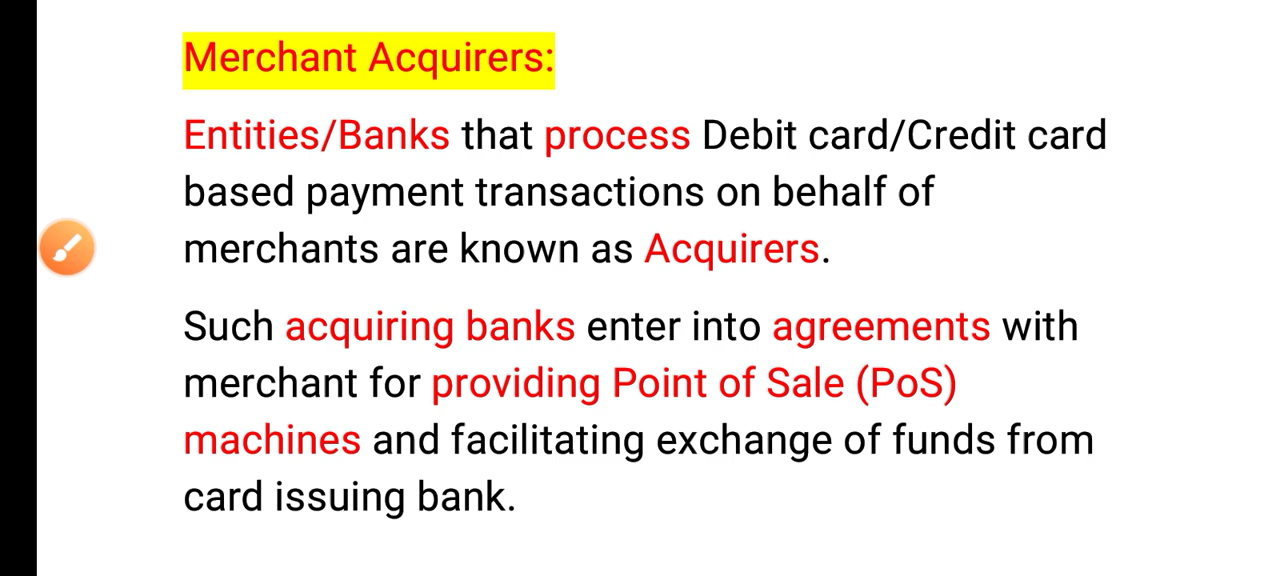 Merchant Acquirers:
Entities/Banks that process Debit card/Credit card
based payment transactions on behalf of
merchants are known as Acquirers.
Such acquiring banks enter into agreements with
merchant for providing Point of Sale (PoS)
machines and facilitating exchange of funds from
card issuing bank.